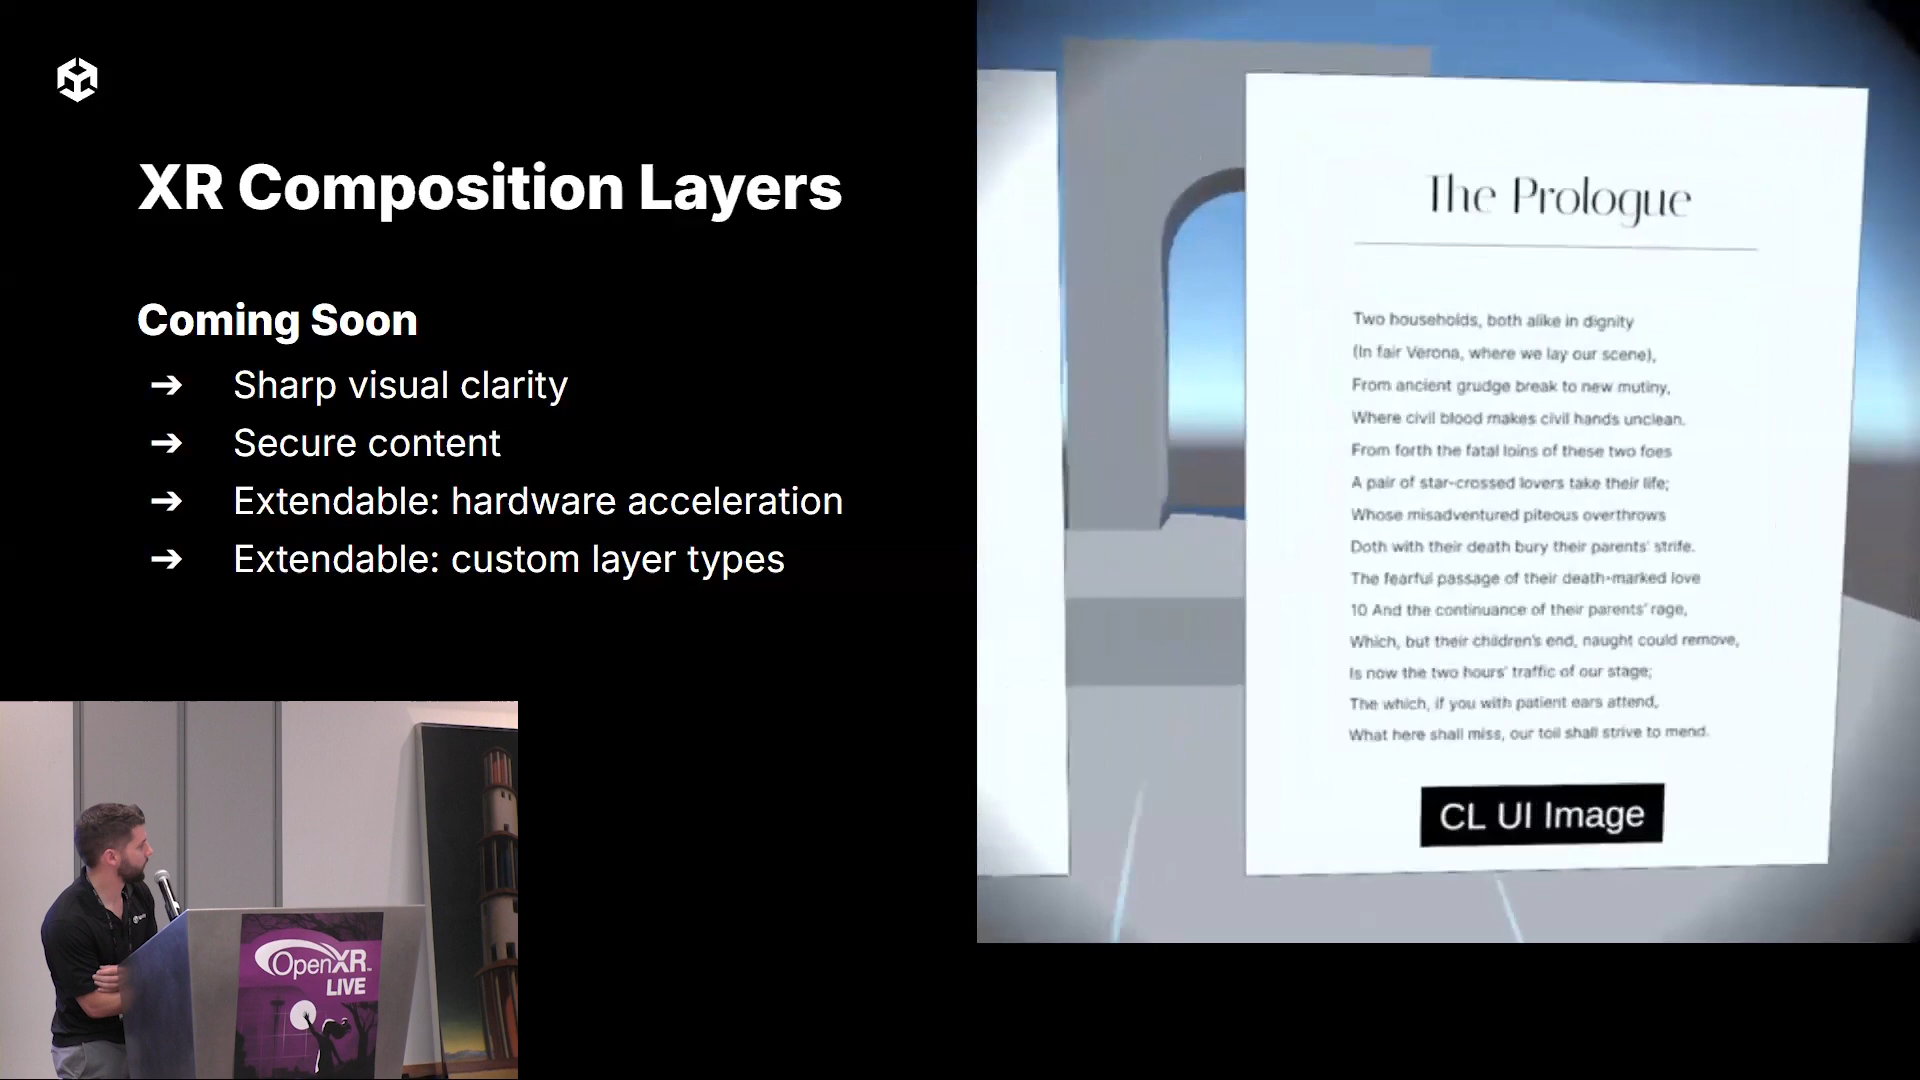 XR Composition Layers
Coming Soon
➔ Sharp visual clarity
➔ Secure content
➔ Extendable: hardware acceleration
➔ Extendable: custom layer types
The Prologue
Two households, both alike in dignity
(In fair Verona, where we lay our scene),
From ancient grudge break to new mutiny,
Where civil blood makes civil hands unclean.
From forth the fatal loins of these two foes
A pair of star-crossed lovers take their life;
Whose misadventured piteous overthrows
Doth with their death bury their parents' strife.
The fearful passage of their death-marked love
10 And the continuance of their parents' rage,
Which, but their children's end, naught could remove,
Is now the two hours' traffic of our stage;
The which, if you with patient ears attend,
What here shall miss, our toil shall strive to mend.
CL UI Image
OpenXR
LIVE